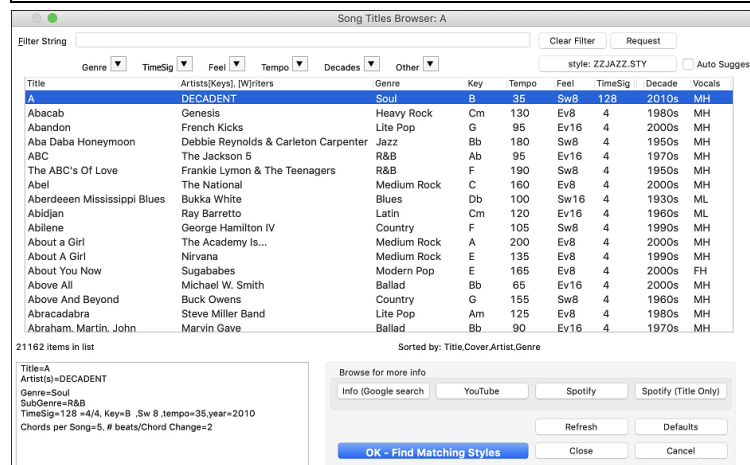 Song Titles Browser: A
Filter String Clear Filter Request
Genre TimeSig Feel Tempo Decades Other style: ZZJAZZ.STY Auto Sugges
Title Artists[Keys], [W]riters Genre Key Tempo Feel TimeSig Decade Vocals
A DECADENT Soul B 35 Sw8 128 2010s MH
Abacab Genesis Heavy Rock Cm 130 Ev8 4 1980s MH
Abandon French Kicks Lite Pop G 95 Ev16 4 2000s MH
Aba Daba Honeymoon Debbie Reynolds & Carleton Carpenter Jazz Bb 180 Sw8 4 1950s MH
ABC The Jackson 5 R&B Ab 95 Ev16 4 1970s MH
The ABC's Of Love Frankie Lymon & The Teenagers R&B F 190 Sw8 4 1950s MH
Abel The National Medium Rock C 160 Ev8 4 2000s MH
Aberdeeen Mississippi Blues Bukka White Blues Db 100 Sw16 4 1930s ML
Abidjan Ray Barretto Latin Cm 120 Ev16 4 1960s ML
Abilene George Hamilton IV Country F 105 Sw8 4 1990s MH
About a Girl The Academy Is... Medium Rock A 200 Ev8 4 2000s MH
About A Girl Nirvana Medium Rock E 135 Ev8 4 1990s MH
About You Now Sugababes Modern Pop E 165 Ev8 4 2000s FH
Above All Michael W. Smith Ballad Bb 65 Ev16 4 2000s MH
Above And Beyond Buck Owens Country G 155 Sw8 4 1960s MH
Abracadabra Steve Miller Band Lite Pop Am 125 Ev8 4 1980s MH
Abraham, Martin, John Marvin Gaye Ballad Bb 90 Ev16 4 1970s MH
21162 items in list Sorted by: Title,Cover,Artist,Genre
Title=A
Artist(s)=DECADENT
Genre=Soul
SubGenre=R&B
TimeSig=128 =4/4, Key=B ,Sw 8 ,tempo=35,year=2010
Chords per Song=5, # beats/Chord Change=2
Browse for more info
Info (Google search YouTube Spotify Spotify (Title Only)
Refresh Defaults
OK - Find Matching Styles Close Cancel